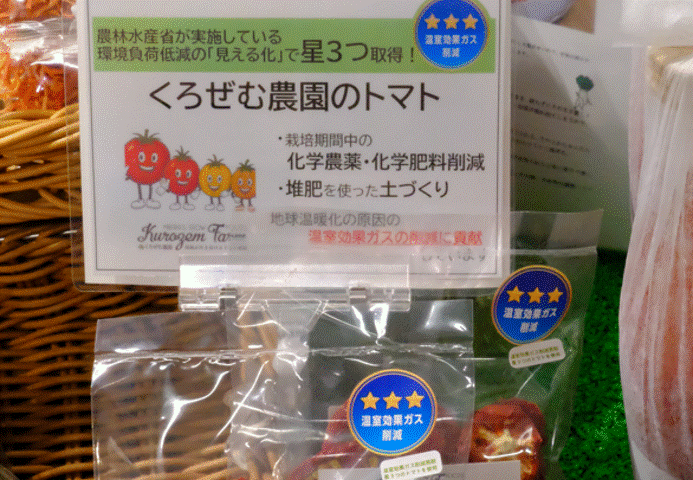 農林水産省が実施している
環境負荷低減の「見える化」で星3つ取得！
温室効果ガス
削減
くろぜむ農園のトマト
・栽培期間中の
化学農薬・化学肥料削減
・堆肥を使った土づくり
地球温暖化の原因の
温室効果ガスの削減に貢献
Kurogem Fa
温室効果ガス
削減
温室効果ガス
削減